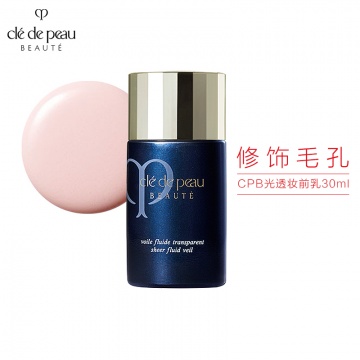 clé de peau
BEAUTÉ
clé de peau
BEAUTÉ
voile fluide transparent
sheer fluid veil
修饰毛孔
CPB光透妆前乳30ml